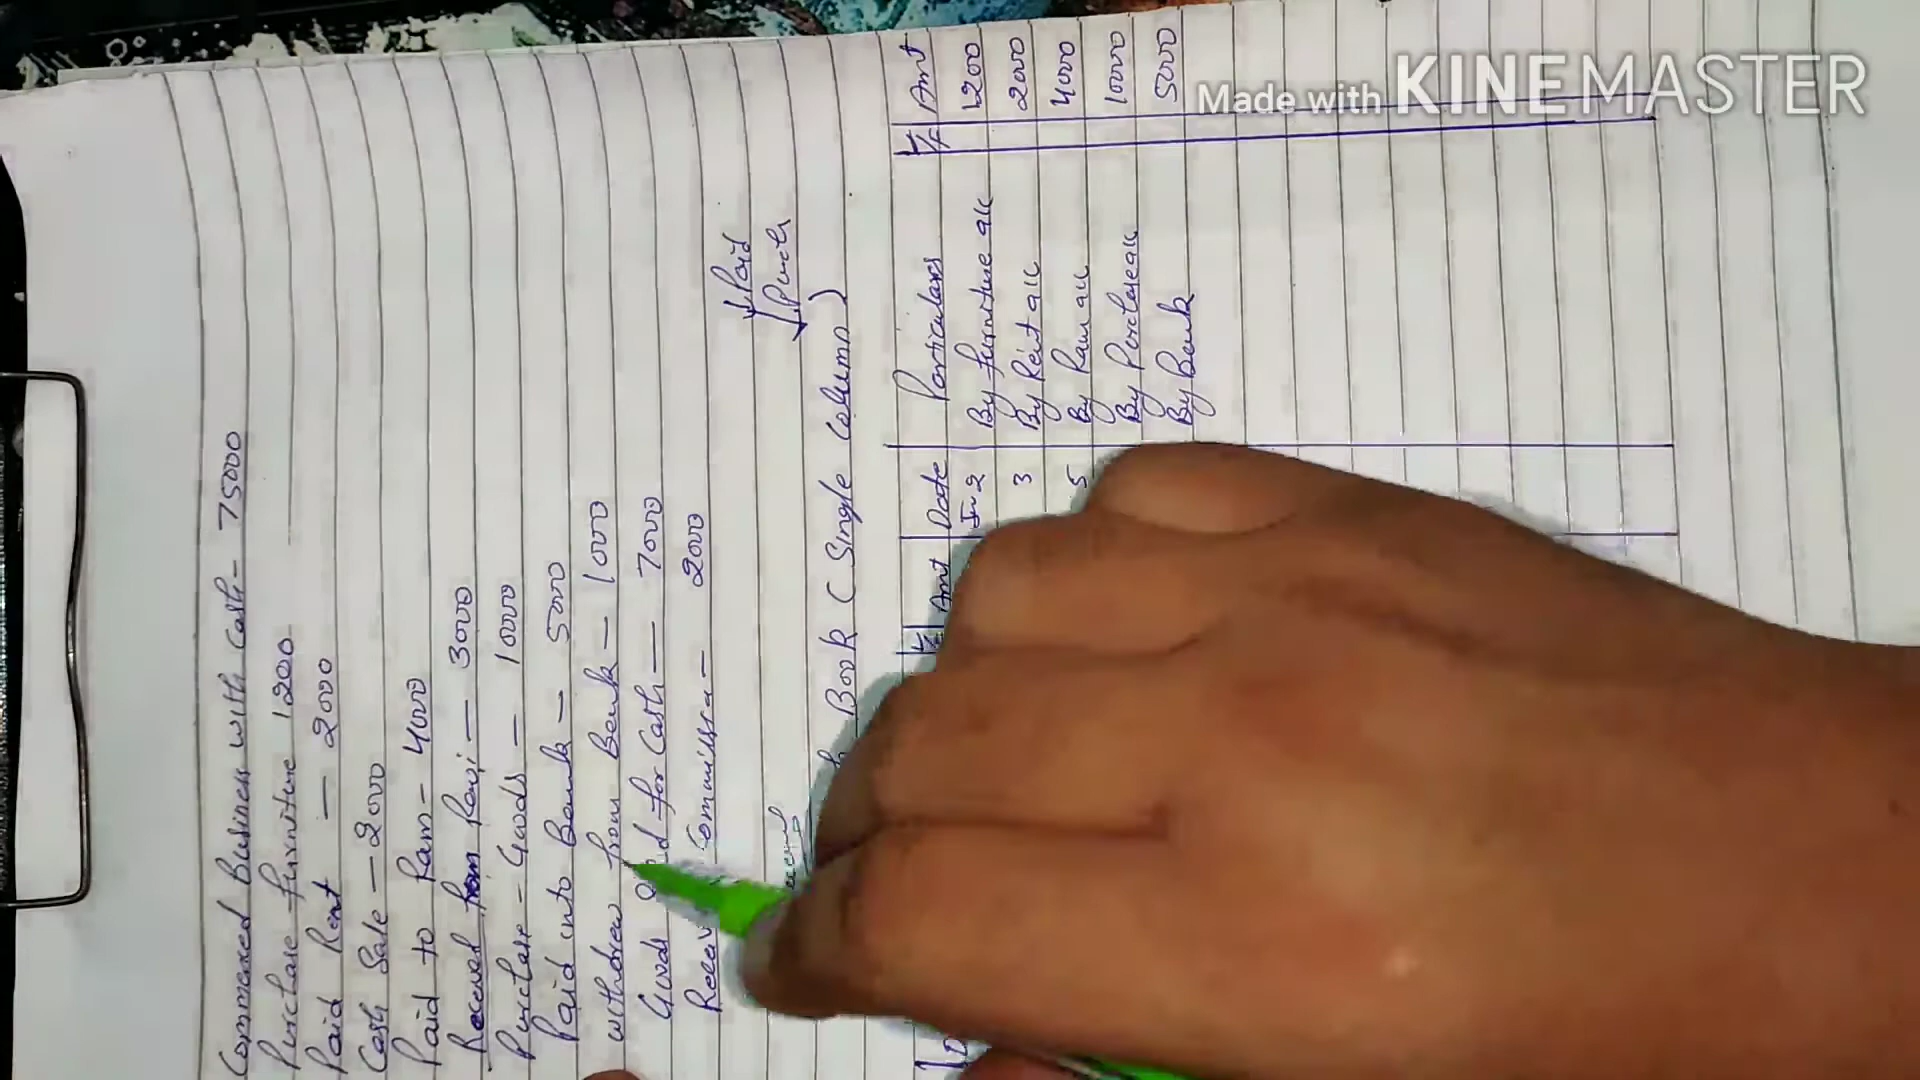 Made with KINEMASTER
Commenced Business with Cash - 75000
Purchase furniture 1200
Paid Rent - 2000
Cash Sale - 2000
Paid to Ram - 4000
Received from Ravi - 3000
Purchase - Goods - 10000
Paid into Bank - 5000
withdrew from Bank - 1000
Goods for Cash - 7000
Commission - 2000
Paid
Purch
Book (Single Column)
Amt Date Particulars L/F Amt
Jan 2 By furniture a/c 1200
3 By Rent a/c 2000
5 By Ram a/c 4000
By Purchase a/c 10000
By Bank 5000